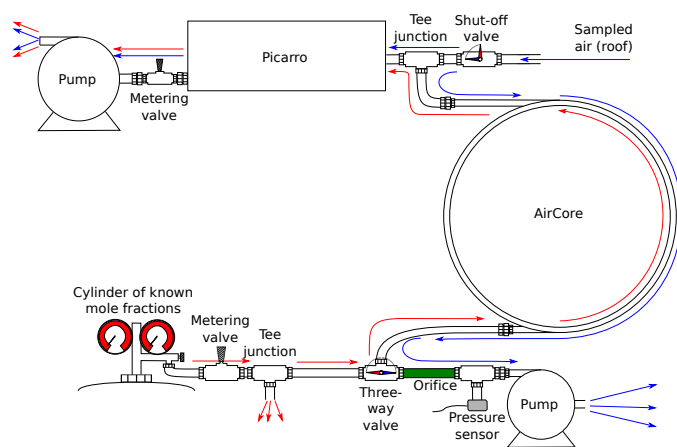 Pump
Metering
valve
Picarro
Tee
junction
Shut-off
valve
Sampled
air (roof)
AirCore
Cylinder of known
mole fractions
Metering
valve
Tee
junction
Three-
way
valve
Orifice
Pressure
sensor
Pump